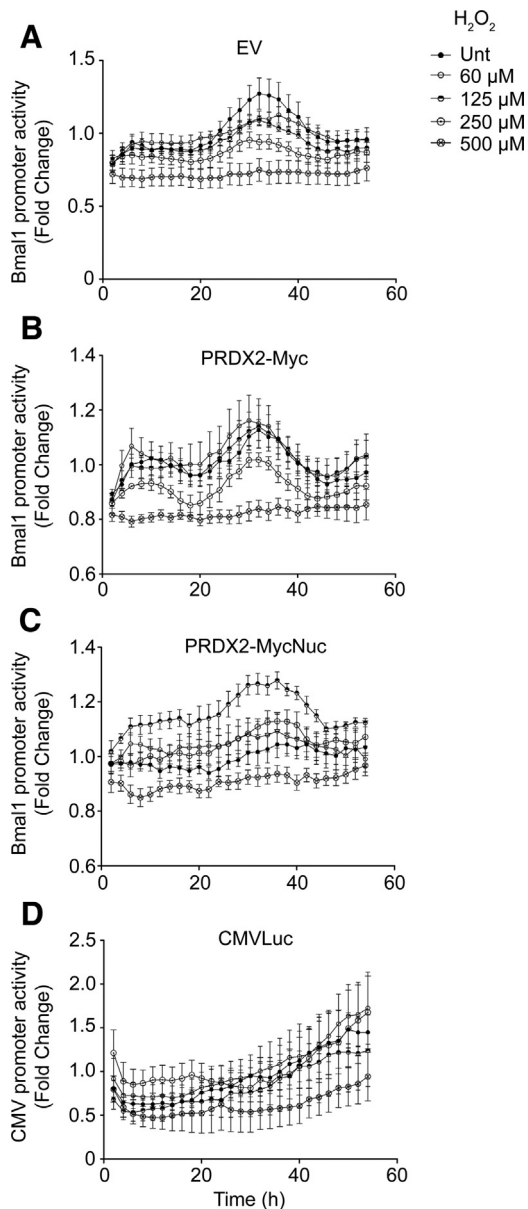 A
EV
H2O2
Unt
60 µM
125 µM
250 µM
500 µM
Bmal1 promoter activity
(Fold Change)
1.5
1.0
0.5
0
0
20
40
60
B
PRDX2-Myc
Bmal1 promoter activity
(Fold Change)
1.4
1.2
1.0
0.8
0.6
0
20
40
60
C
PRDX2-MycNuc
Bmal1 promoter activity
(Fold Change)
1.4
1.2
1.0
0.8
0.6
0
20
40
60
D
CMVLuc
CMV promoter activity
(Fold Change)
2.5
2.0
1.5
1.0
0.5
0
0
20
40
60
Time (h)